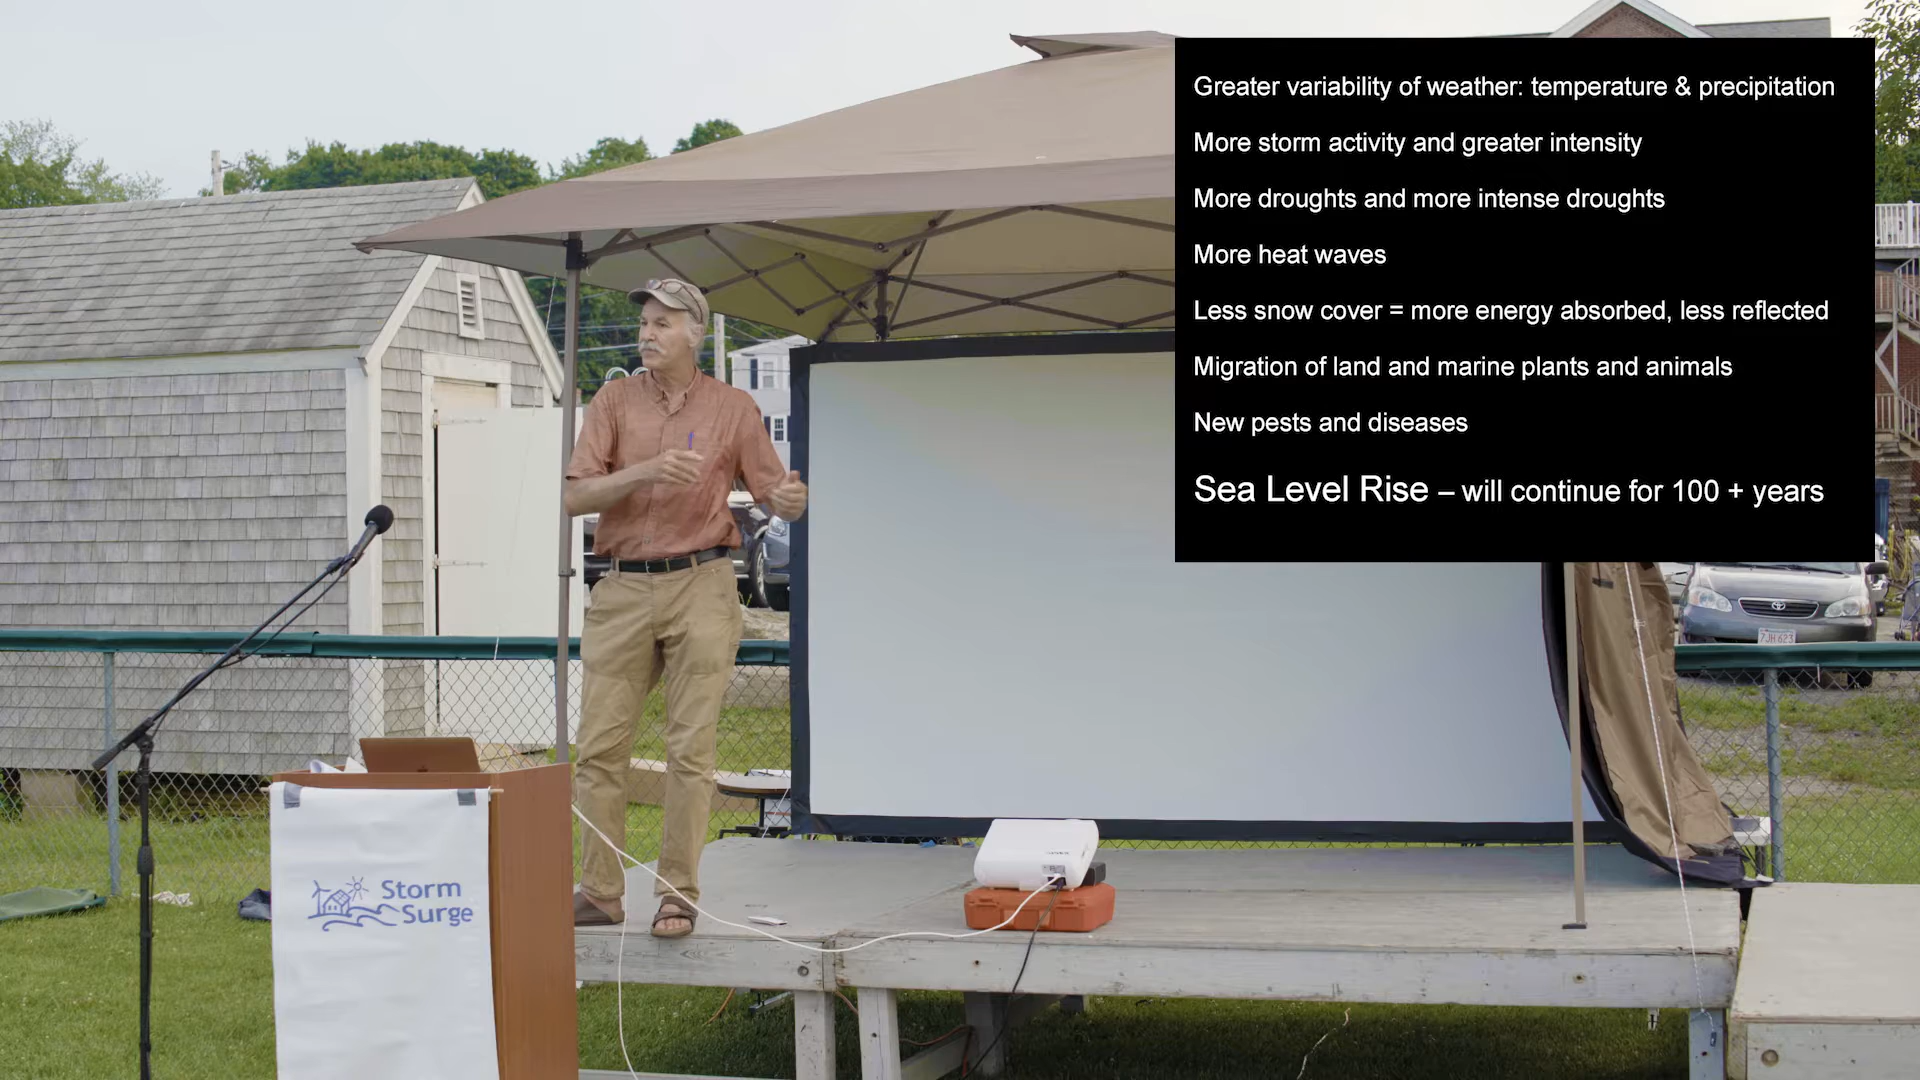 Greater variability of weather: temperature & precipitation
More storm activity and greater intensity
More droughts and more intense droughts
More heat waves
Less snow cover = more energy absorbed, less reflected
Migration of land and marine plants and animals
New pests and diseases
Sea Level Rise – will continue for 100 + years
7JH 623
Storm
Surge